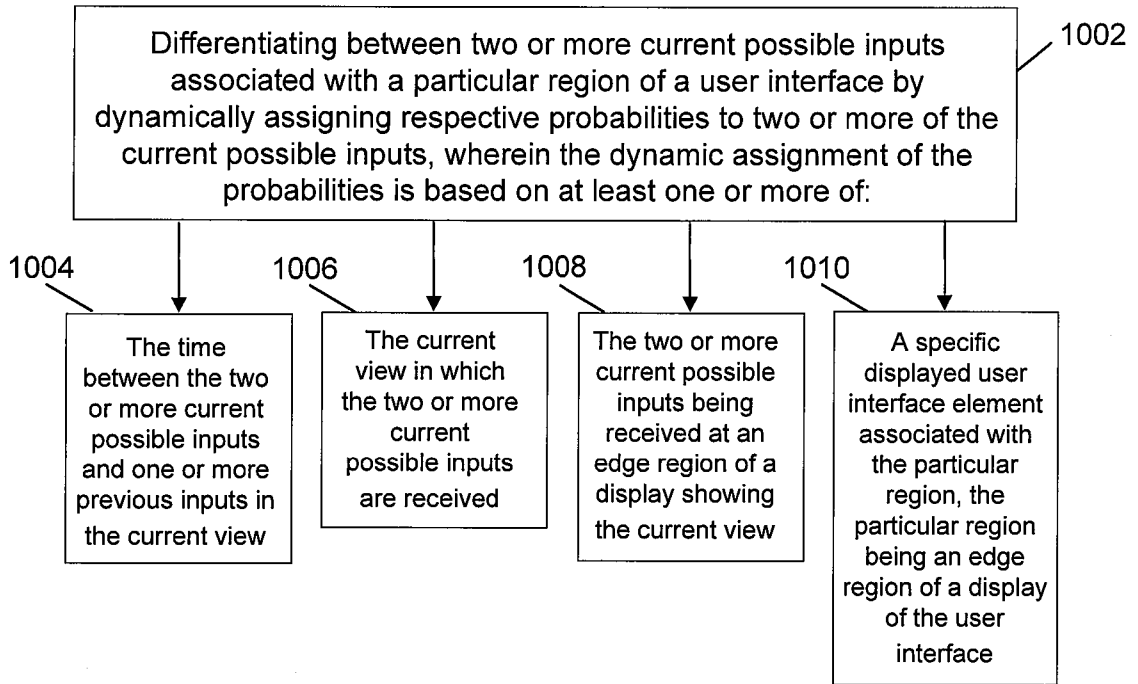 Differentiating between two or more current possible inputs
associated with a particular region of a user interface by
dynamically assigning respective probabilities to two or more of the
current possible inputs, wherein the dynamic assignment of the
probabilities is based on at least one or more of:
1002
1004
The time
between the two
or more current
possible inputs
and one or more
previous inputs in
the current view
1006
The current
view in which
the two or more
current
possible inputs
are received
1008
The two or more
current possible
inputs being
received at an
edge region of a
display showing
the current view
1010
A specific
displayed user
interface element
associated with
the particular
region, the
particular region
being an edge
region of a display
of the user
interface